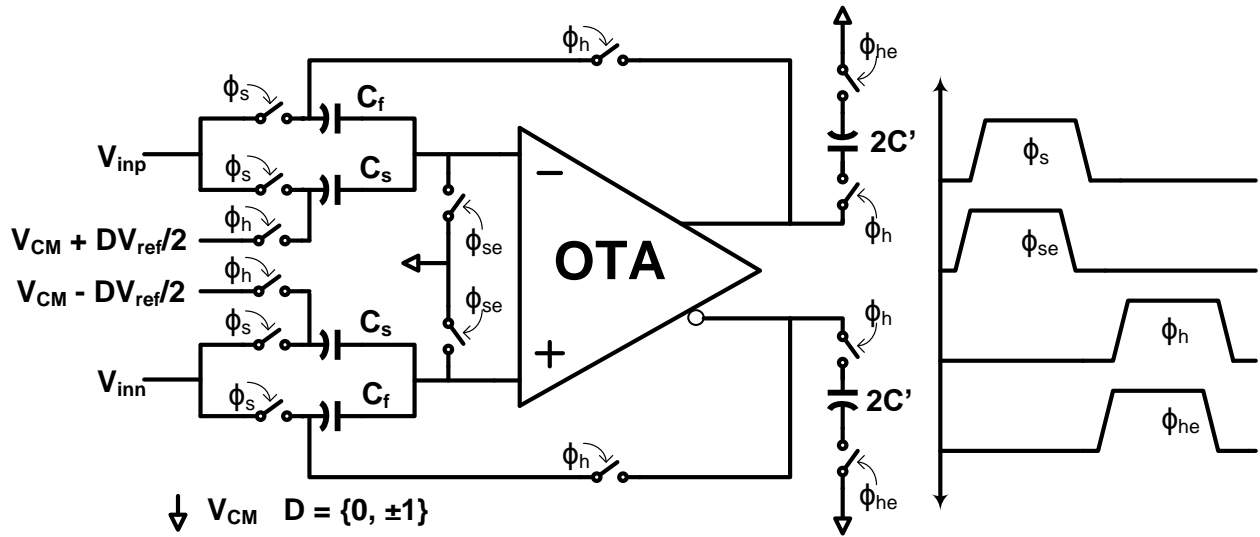 ϕh
ϕhe
ϕs
Cf
Vinp
2C'
ϕs
ϕs
Cs
−
ϕh
ϕh
VCM + DVref/2
ϕse
OTA
ϕse
ϕh
VCM - DVref/2
ϕse
ϕh
ϕh
ϕs
Cs
+
Vinn
Cf
2C'
ϕs
ϕhe
ϕh
ϕhe
VCM D = {0, ±1}